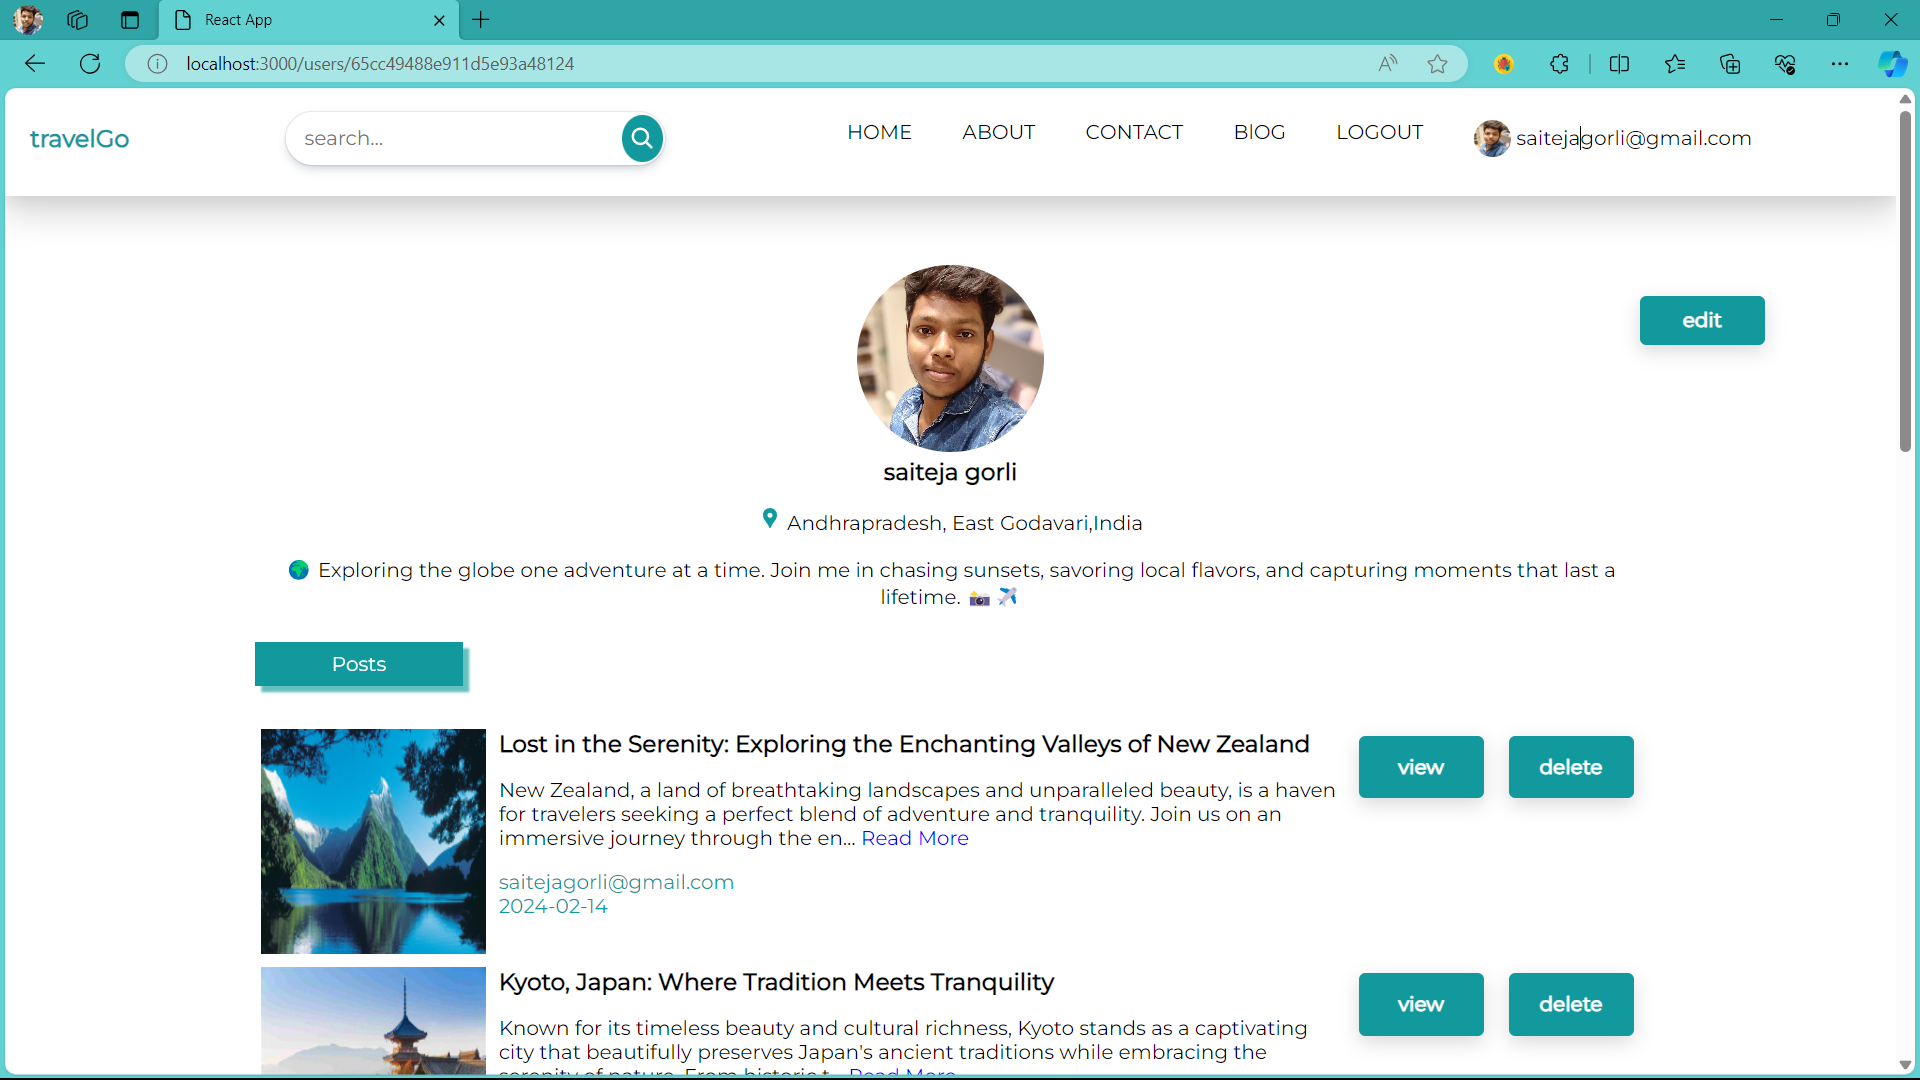 React App
localhost:3000/users/65cc49488e911d5e93a48124
travelGo
search...
HOME
ABOUT
CONTACT
BlOG
LOGOUT
saitejagorli@gmail.com
edit
saiteja gorli
Andhrapradesh, East Godavari,India
🌍 Exploring the globe one adventure at a time. Join me in chasing sunsets, savoring local flavors, and capturing moments that last a
lifetime. 📸 ✈️
Posts
Lost in the Serenity: Exploring the Enchanting Valleys of New Zealand
New Zealand, a land of breathtaking landscapes and unparalleled beauty, is a haven
for travelers seeking a perfect blend of adventure and tranquility. Join us on an
immersive journey through the en... Read More
saitejagorli@gmail.com
2024-02-14
view
delete
Kyoto, Japan: Where Tradition Meets Tranquility
Known for its timeless beauty and cultural richness, Kyoto stands as a captivating
city that beautifully preserves Japan's ancient traditions while embracing the
serenity of nature. From historic t... Read More
view
delete